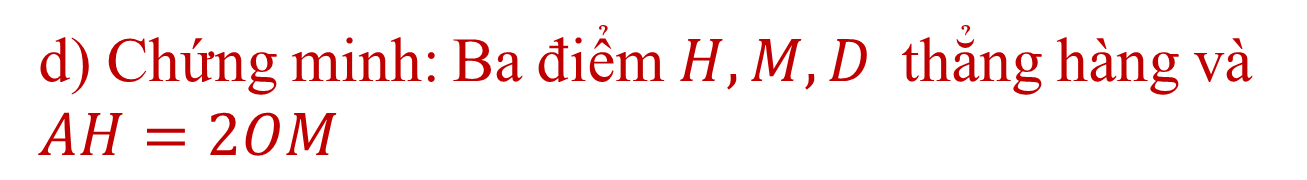 d) Chứng minh: Ba điểm H, M, D thẳng hàng và
AH = 2OM